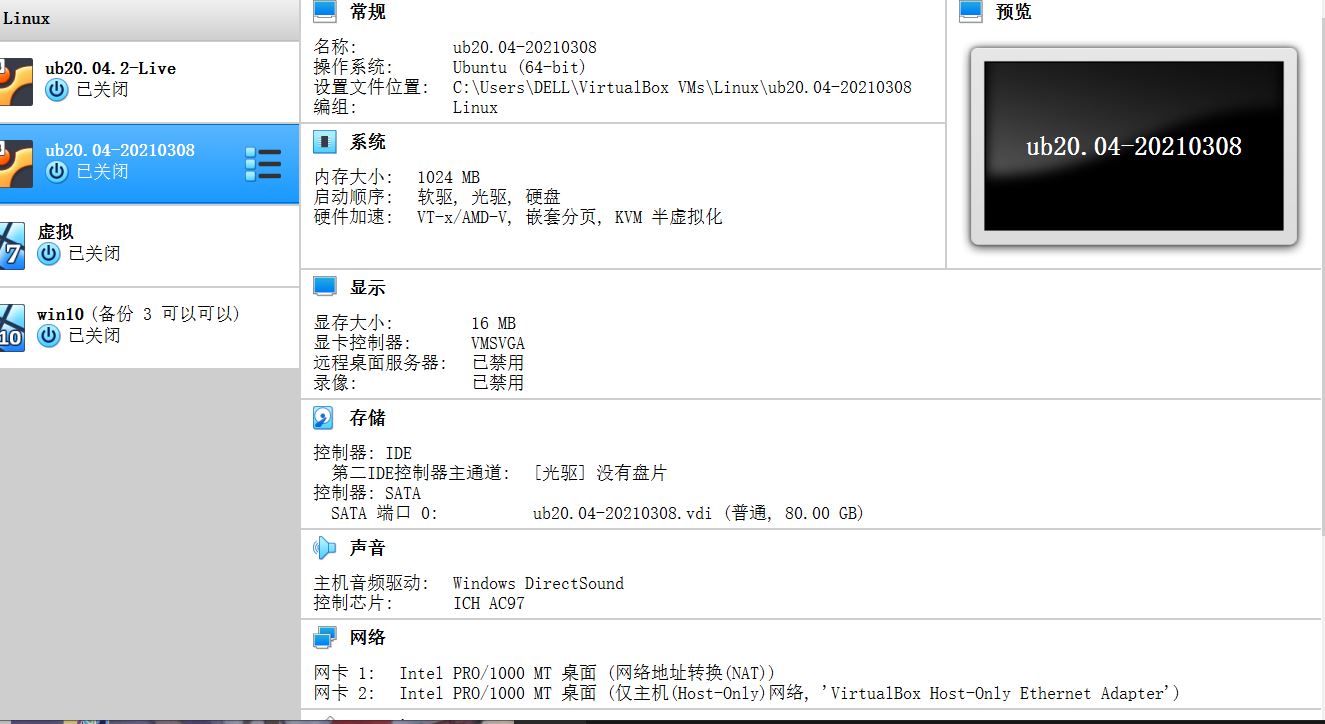 Linux
ub20.04.2-Live
已关闭
ub20.04-20210308
已关闭
7
虚拟
已关闭
10
win10 (备份 3 可以可以)
已关闭
常规
名称: ub20.04-20210308
操作系统: Ubuntu (64-bit)
设置文件位置: C:\Users\DELL\VirtualBox VMs\Linux\ub20.04-20210308
编组: Linux
预览
ub20.04-20210308
系统
内存大小: 1024 MB
启动顺序: 软驱, 光驱, 硬盘
硬件加速: VT-x/AMD-V, 嵌套分页, KVM 半虚拟化
显示
显存大小: 16 MB
显卡控制器: VMSVGA
远程桌面服务器: 已禁用
录像: 已禁用
存储
控制器: IDE
第二IDE控制器主通道: [光驱] 没有盘片
控制器: SATA
SATA 端口 0: ub20.04-20210308.vdi (普通, 80.00 GB)
声音
主机音频驱动: Windows DirectSound
控制芯片: ICH AC97
网络
网卡 1: Intel PRO/1000 MT 桌面 (网络地址转换(NAT))
网卡 2: Intel PRO/1000 MT 桌面 (仅主机(Host-Only)网络, 'VirtualBox Host-Only Ethernet Adapter')